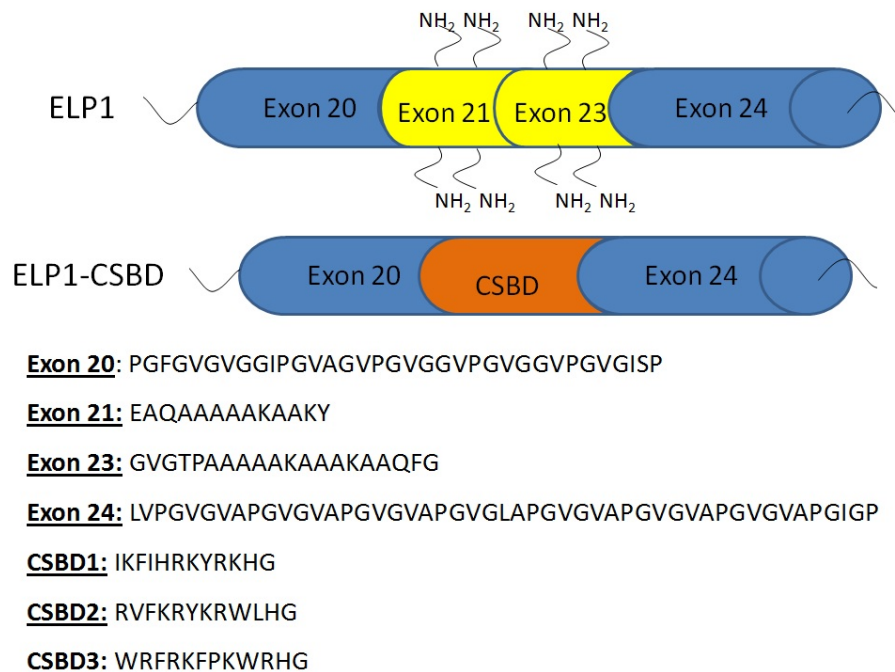 NH2 NH2 NH2 NH2
ELP1 Exon 20 Exon 21 Exon 23 Exon 24
NH2 NH2 NH2 NH2
ELP1-CSBD Exon 20 CSBD Exon 24
Exon 20: PGFGVGVGGIPGVAGVPGVGGVPGVGGVPGVGISP
Exon 21: EAQAAAAAKAAKY
Exon 23: GVGTPAAAAAKAAAKAAQFG
Exon 24: LVPGVGVAPGVGVAPGVGVAPGVGLAPGVGVAPGVGVAPGVGVAPGIGP
CSBD1: IKFIHRKYRKHG
CSBD2: RVFKRYKRWLHG
CSBD3: WRFRKFPKWRHG